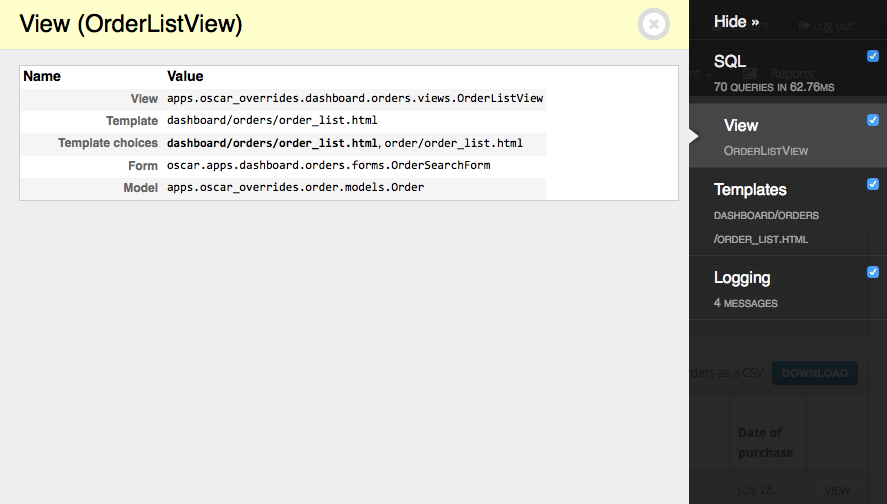 View (OrderListView)
Name Value
View apps.oscar_overrides.dashboard.orders.views.OrderListView
Template dashboard/orders/order_list.html
Template choices dashboard/orders/order_list.html, order/order_list.html
Form oscar.apps.dashboard.orders.forms.OrderSearchForm
Model apps.oscar_overrides.order.models.Order
Hide »
Log out
SQL
70 QUERIES IN 62.76MS
Reports
View
ORDERLISTVIEW
Templates
DASHBOARD/ORDERS
/ORDER_LIST.HTML
Logging
4 MESSAGES
as a CSV DOWNLOAD
Date of
purchase
July 28, VIEW